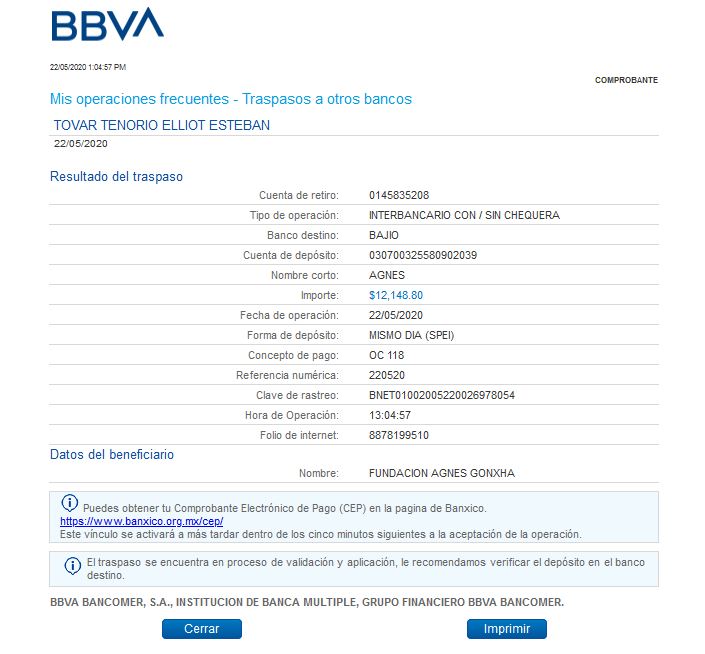 BBVA
22/05/2020 1:04:57 PM
COMPROBANTE
Mis operaciones frecuentes - Traspasos a otros bancos
TOVAR TENORIO ELLIOT ESTEBAN
22/05/2020
Resultado del traspaso
Cuenta de retiro: 0145835208
Tipo de operación: INTERBANCARIO CON / SIN CHEQUERA
Banco destino: BAJIO
Cuenta de depósito: 030700325580902039
Nombre corto: AGNES
Importe: $12,148.80
Fecha de operación: 22/05/2020
Forma de depósito: MISMO DIA (SPEI)
Concepto de pago: OC 118
Referencia numérica: 220520
Clave de rastreo: BNET01002005220026978054
Hora de Operación: 13:04:57
Folio de internet: 8878199510
Datos del beneficiario
Nombre: FUNDACION AGNES GONXHA
Puedes obtener tu Comprobante Electrónico de Pago (CEP) en la pagina de Banxico.
https://www.banxico.org.mx/cep/
Este vínculo se activará a más tardar dentro de los cinco minutos siguientes a la aceptación de la operación.
El traspaso se encuentra en proceso de validación y aplicación, le recomendamos verificar el depósito en el banco
destino.
BBVA BANCOMER, S.A., INSTITUCION DE BANCA MULTIPLE, GRUPO FINANCIERO BBVA BANCOMER.
Cerrar Imprimir